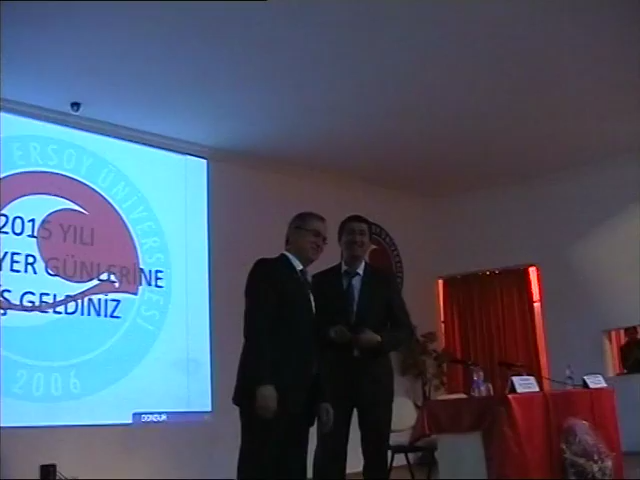 ERSOY ÜNİVERSİTESİ
2015 YILI
YER GÜNLERİNE
Ş GELDİNİZ
2006
DONDUR